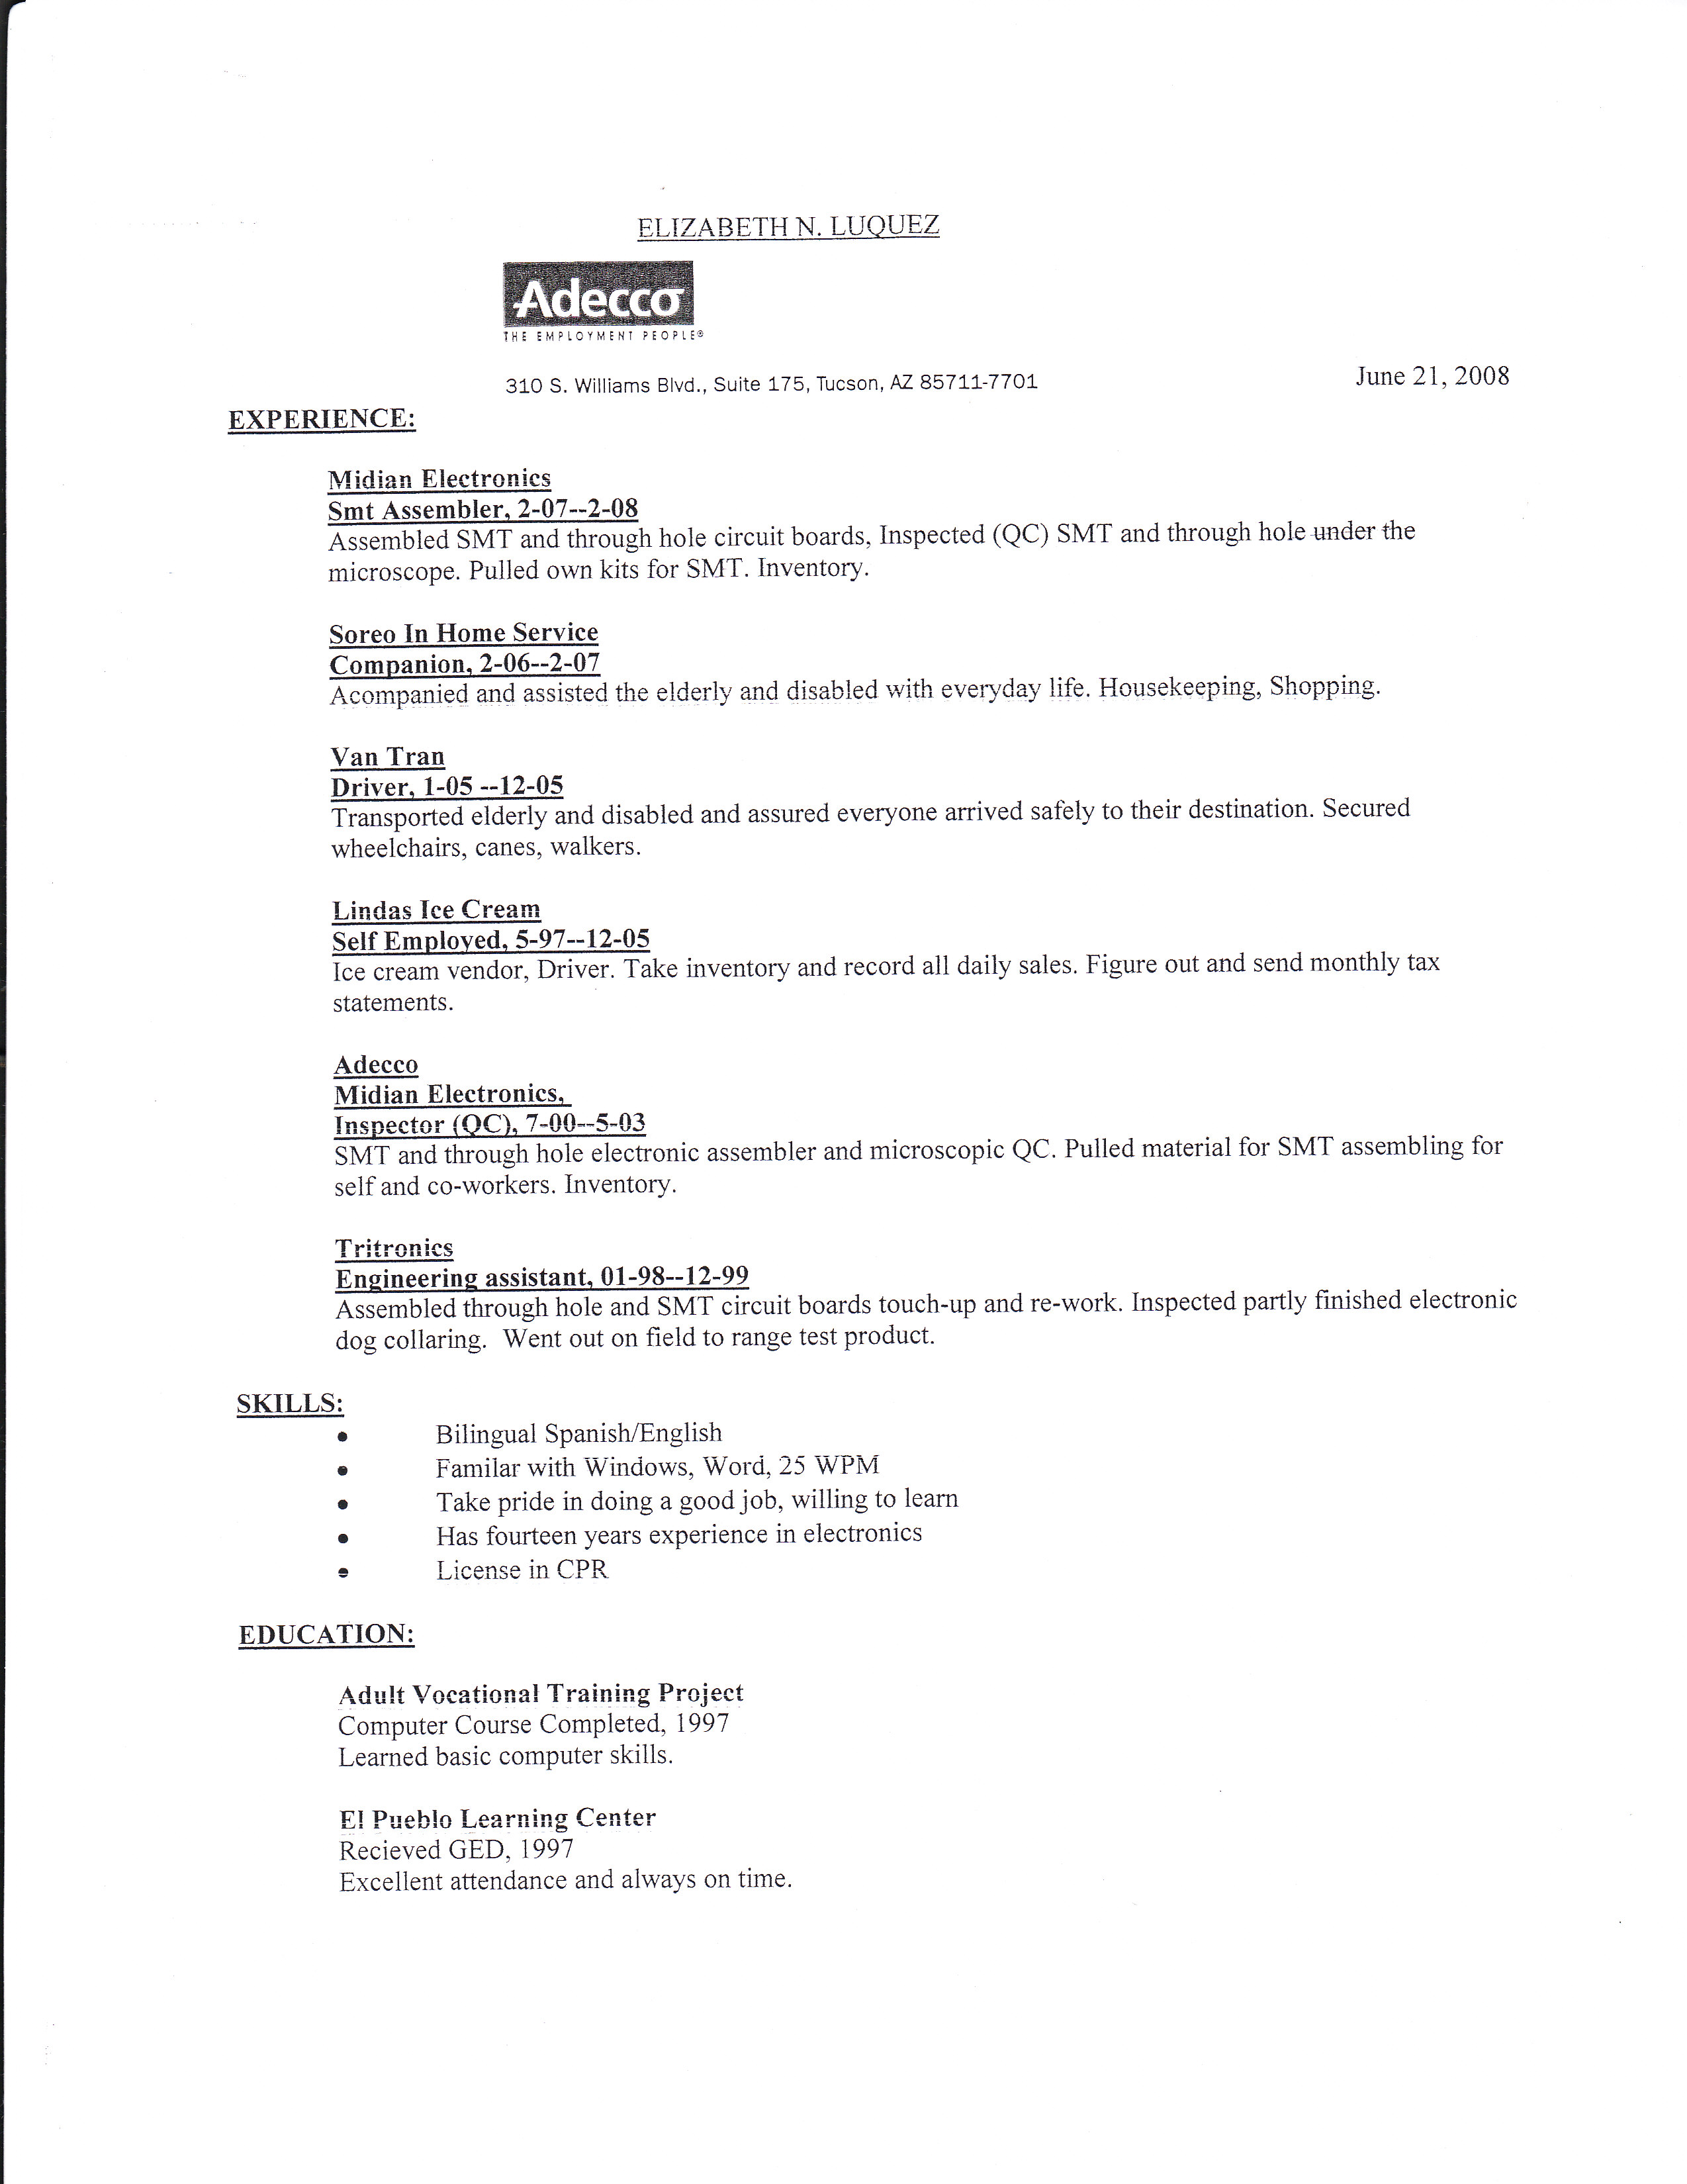 ELIZABETH N. LUQUEZ
Adecco
THE EMPLOYMENT PEOPLE®
310 S. Williams Blvd., Suite 175, Tucson, AZ 85711-7701
June 21, 2008
EXPERIENCE:
Midian Electronics
Smt Assembler, 2-07--2-08
Assembled SMT and through hole circuit boards, Inspected (QC) SMT and through hole under the
microscope. Pulled own kits for SMT. Inventory.
Soreo In Home Service
Companion, 2-06--2-07
Acompanied and assisted the elderly and disabled with everyday life. Housekeeping, Shopping.
Van Tran
Driver, 1-05 --12-05
Transported elderly and disabled and assured everyone arrived safely to their destination. Secured
wheelchairs, canes, walkers.
Lindas Ice Cream
Self Employed, 5-97--12-05
Ice cream vendor, Driver. Take inventory and record all daily sales. Figure out and send monthly tax
statements.
Adecco
Midian Electronics,
Inspector (QC), 7-00--5-03
SMT and through hole electronic assembler and microscopic QC. Pulled material for SMT assembling for
self and co-workers. Inventory.
Tritronics
Engineering assistant, 01-98--12-99
Assembled through hole and SMT circuit boards touch-up and re-work. Inspected partly finished electronic
dog collaring. Went out on field to range test product.
SKILLS:
• Bilingual Spanish/English
• Familar with Windows, Word, 25 WPM
• Take pride in doing a good job, willing to learn
• Has fourteen years experience in electronics
• License in CPR
EDUCATION:
Adult Vocational Training Project
Computer Course Completed, 1997
Learned basic computer skills.
El Pueblo Learning Center
Recieved GED, 1997
Excellent attendance and always on time.